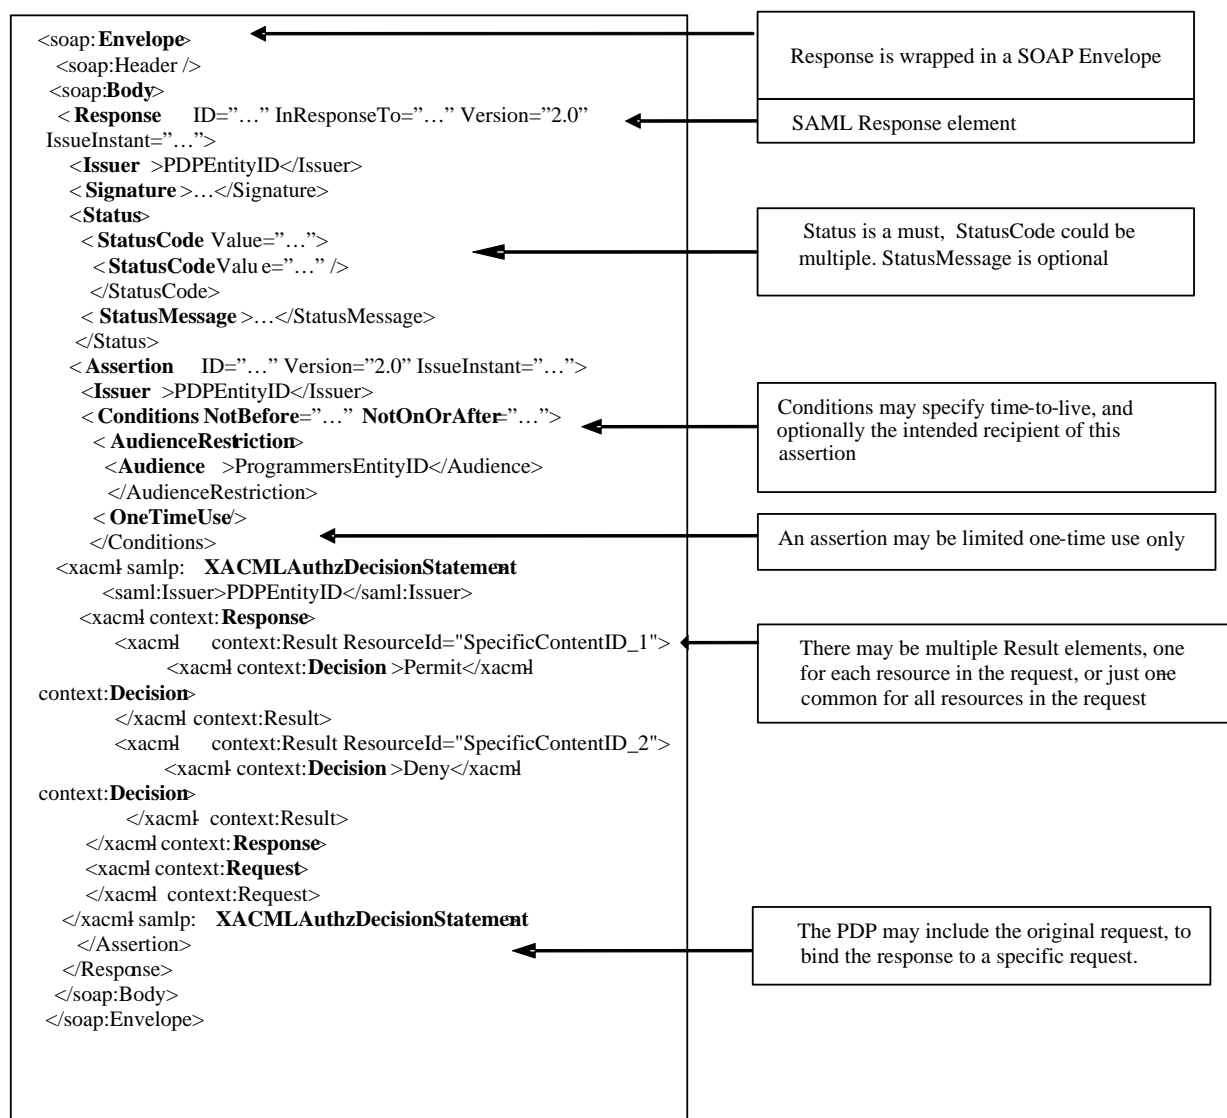 <soap:Envelope>
<soap:Header />
<soap:Body>
< Response ID=”…” InResponseTo=”…” Version=”2.0”
IssueInstant=”…”>
<Issuer >PDPEntityID</Issuer>
< Signature >…</Signature>
<Status>
< StatusCode Value=”…”>
< StatusCodeValue=”…” />
</StatusCode>
< StatusMessage >…</StatusMessage>
</Status>
< Assertion ID=”…” Version=”2.0” IssueInstant=”…”>
<Issuer >PDPEntityID</Issuer>
< Conditions NotBefore=”…” NotOnOrAfter=”…”>
< AudienceRestriction>
<Audience >ProgrammersEntityID</Audience>
</AudienceRestriction>
< OneTimeUse/>
</Conditions>
<xacml-samlp: XACMLAuthzDecisionStatement>
<saml:Issuer>PDPEntityID</saml:Issuer>
<xacml-context:Response>
<xacml- context:Result ResourceId="SpecificContentID_1">
<xacml-context:Decision >Permit</xacml-
context:Decision>
</xacml-context:Result>
<xacml- context:Result ResourceId="SpecificContentID_2">
<xacml-context:Decision >Deny</xacml-
context:Decision>
</xacml- context:Result>
</xacml-context:Response>
<xacml-context:Request>
</xacml-context:Request>
</xacml-samlp: XACMLAuthzDecisionStatement>
</Assertion>
</Response>
</soap:Body>
</soap:Envelope>
Response is wrapped in a SOAP Envelope
SAML Response element
Status is a must, StatusCode could be
multiple. StatusMessage is optional
Conditions may specify time-to-live, and
optionally the intended recipient of this
assertion
An assertion may be limited one-time use only
There may be multiple Result elements, one
for each resource in the request, or just one
common for all resources in the request
The PDP may include the original request, to
bind the response to a specific request.